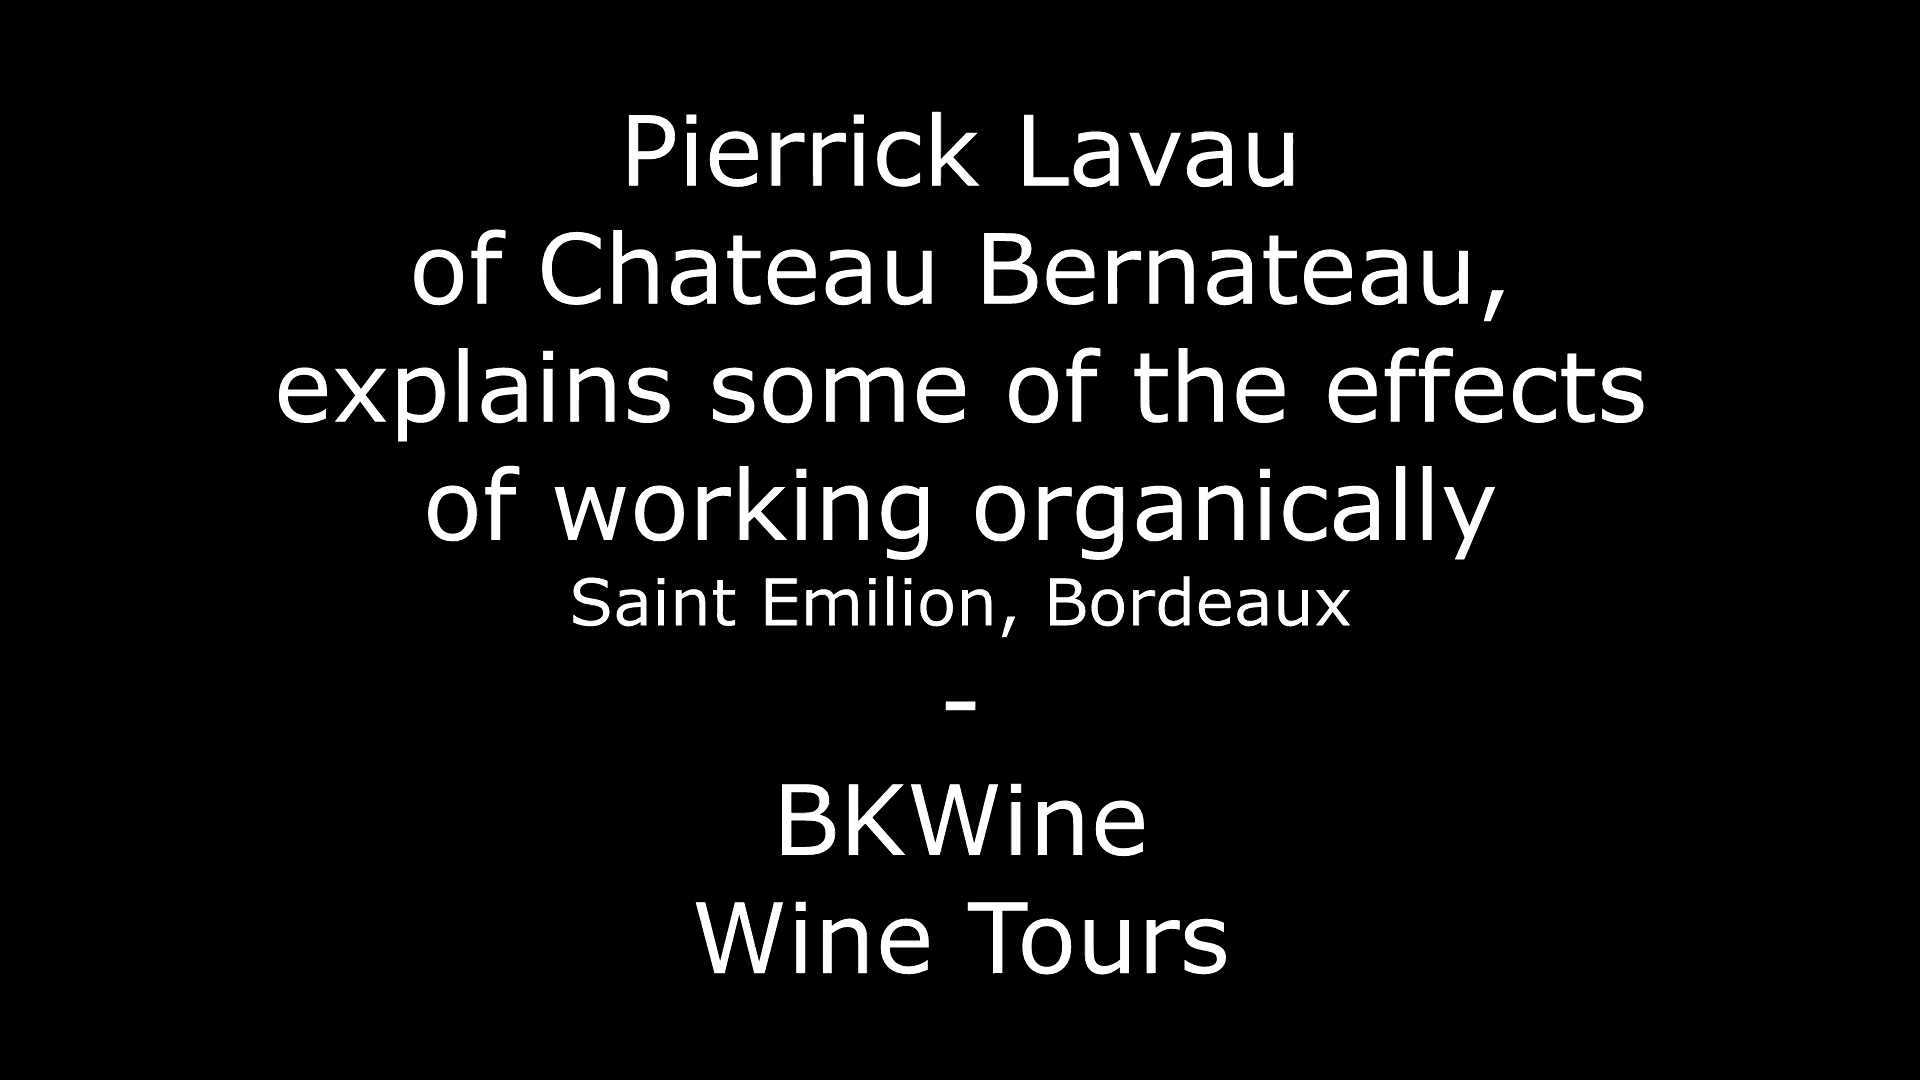 Pierrick Lavau
of Chateau Bernateau,
explains some of the effects
of working organically
Saint Emilion, Bordeaux
-
BKWine
Wine Tours